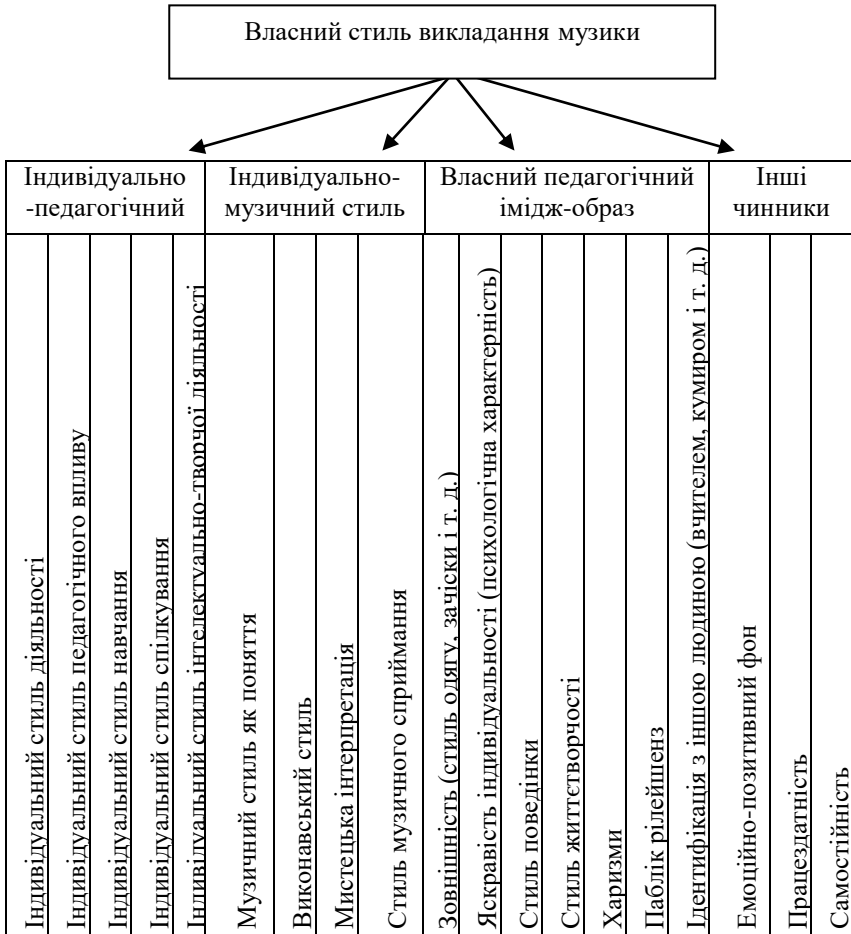 Власний стиль викладання музики
Індивідуально
-педагогічний
Індивідуально-
музичний стиль
Власний педагогічний
імідж-образ
Інші
чинники
Індивідуальний стиль діяльності
Індивідуальний стиль педагогічного впливу
Індивідуальний стиль навчання
Індивідуальний стиль спілкування
Індивідуальний стиль інтелектуально-творчої діяльності
Музичний стиль як поняття
Виконавський стиль
Мистецька інтерпретація
Стиль музичного сприймання
Зовнішність (стиль одягу, зачіски і т. д.)
Яскравість індивідуальності (психологічна характерність)
Стиль поведінки
Стиль життєтворчості
Харизми
Паблік рілейшенз
Ідентифікація з іншою людиною (вчителем, кумиром і т. д.)
Емоційно-позитивний фон
Працездатність
Самостійність